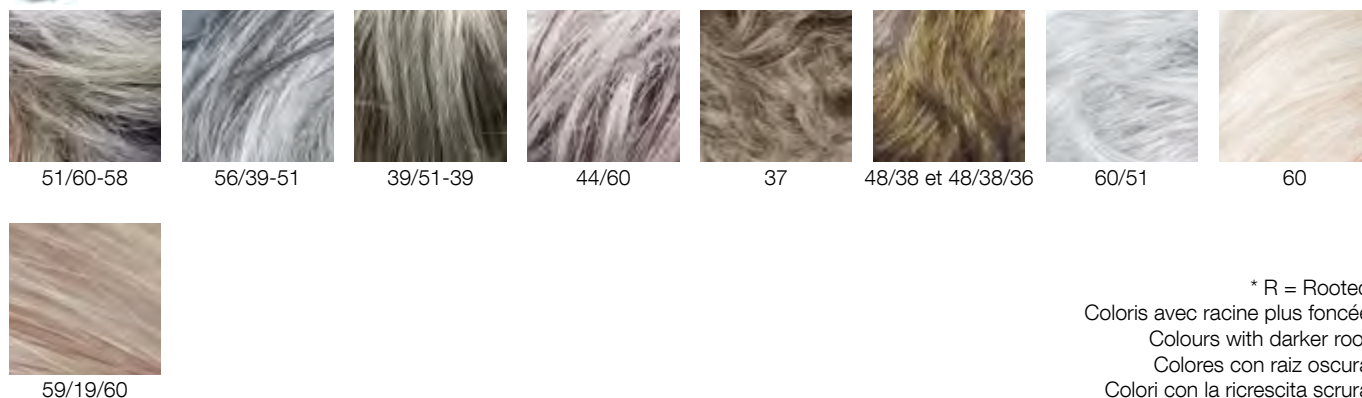 51/60-58
56/39-51
39/51-39
44/60
37
48/38 et 48/38/36
60/51
60
59/19/60
* R = Rooted
Coloris avec racine plus foncée
Colours with darker roo
Colores con raiz oscura
Colori con la ricrescita scrura